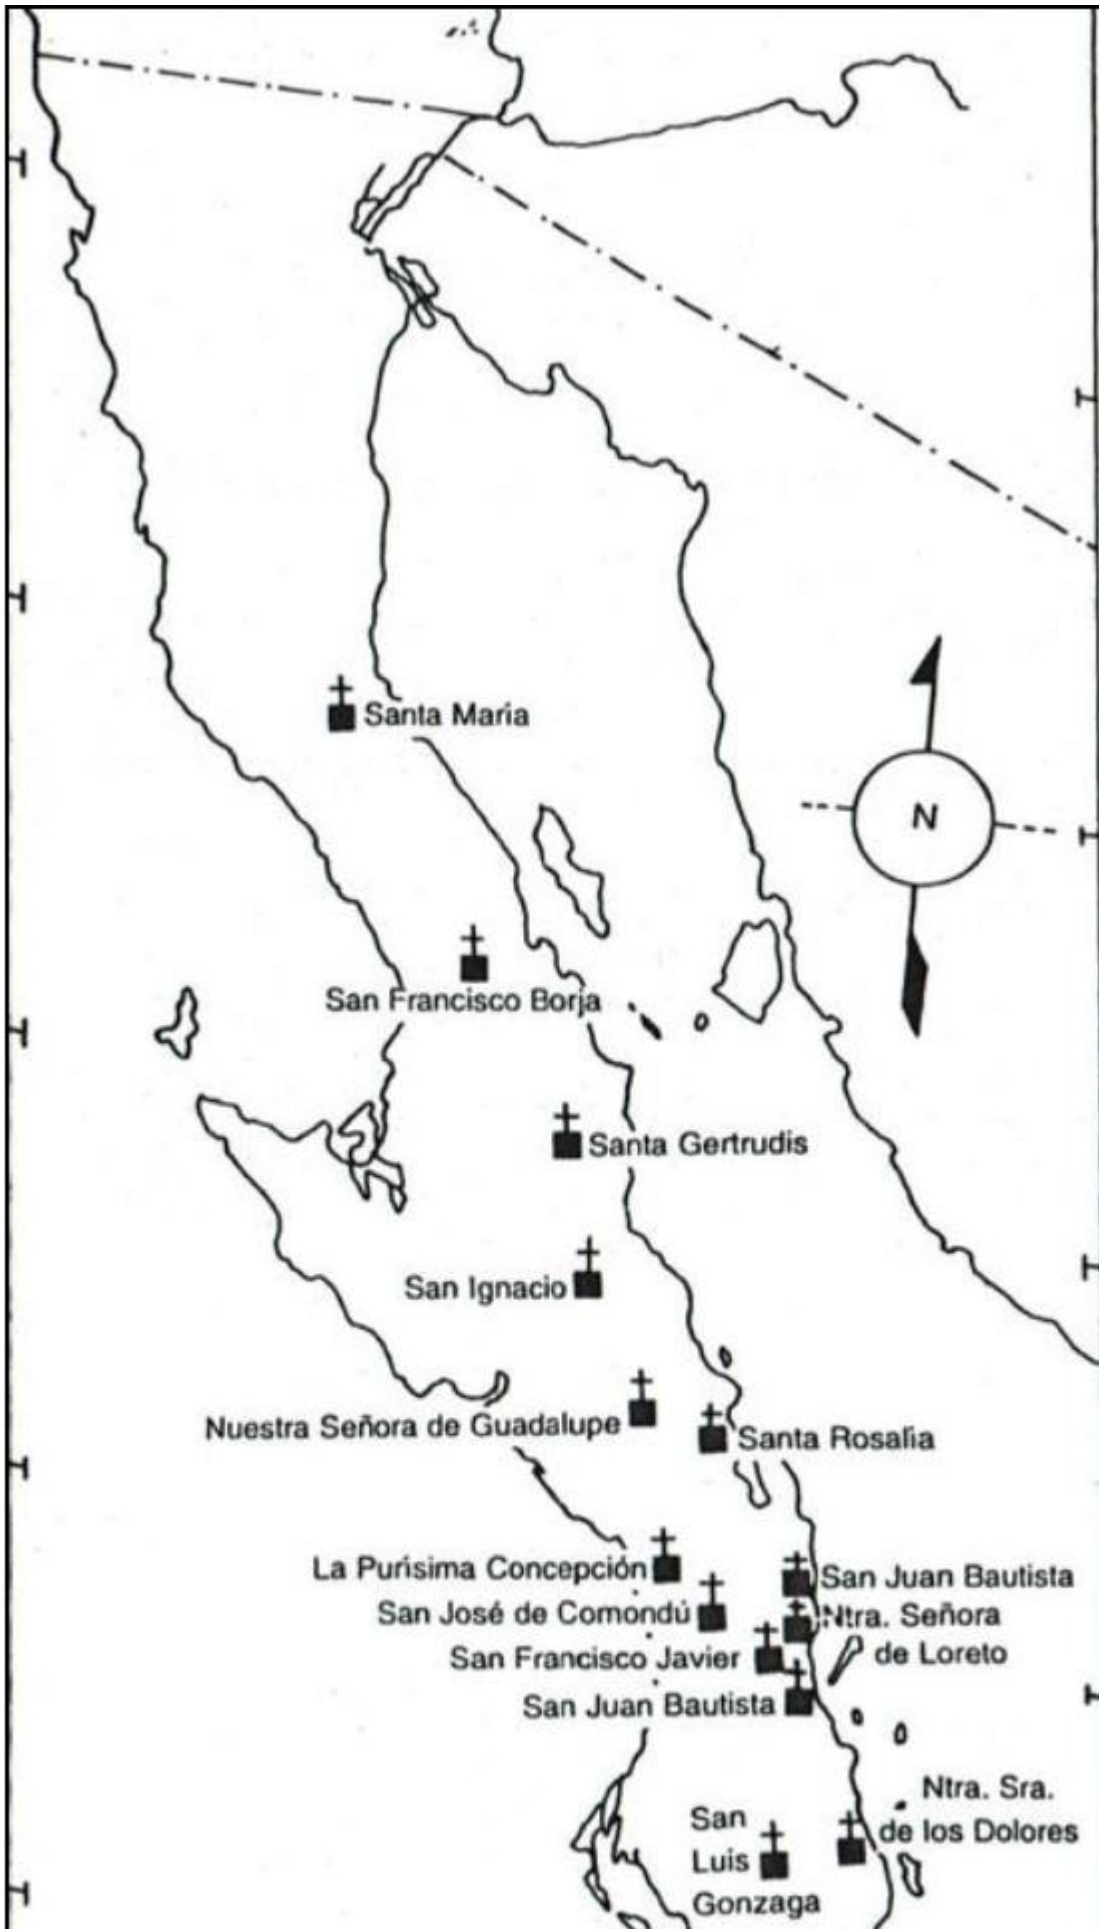 Santa María
N
San Francisco Borja
Santa Gertrudis
San Ignacio
Nuestra Señora de Guadalupe
Santa Rosalía
La Purísima Concepción
San Juan Bautista
San José de Comondú
Ntra. Señora
de Loreto
San Francisco Javier
San Juan Bautista
Ntra. Sra.
de los Dolores
San
Luis
Gonzaga